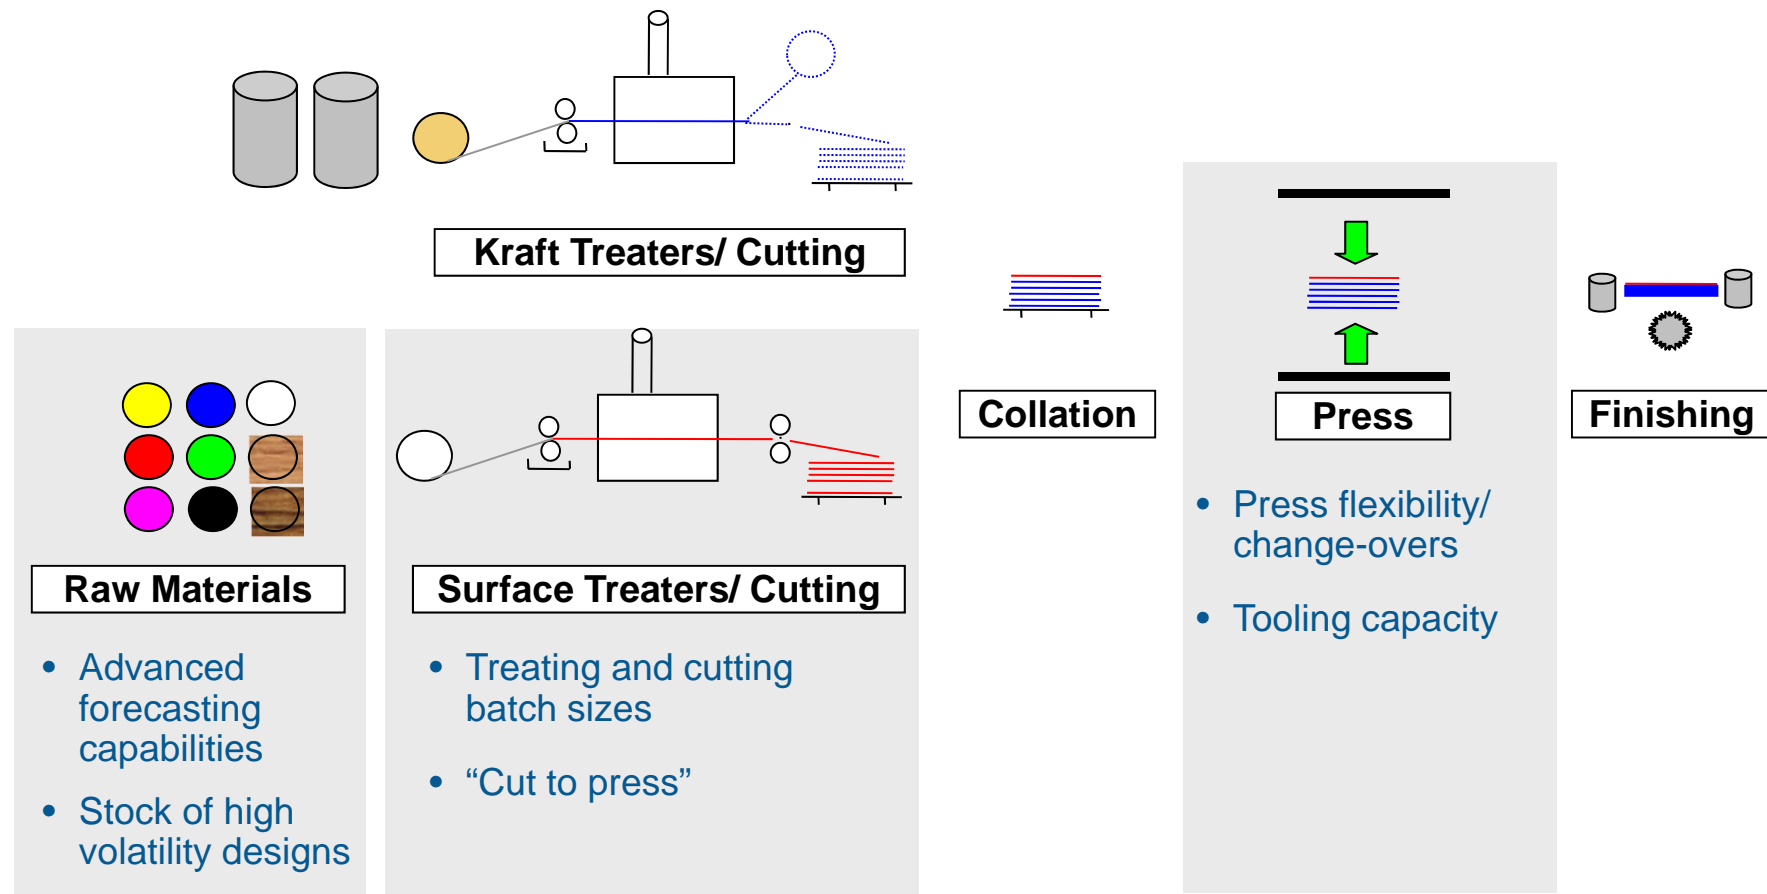 Kraft Treaters/ Cutting
Raw Materials
• Advanced
forecasting
capabilities
• Stock of high
volatility designs
Surface Treaters/ Cutting
• Treating and cutting
batch sizes
• “Cut to press”
Collation
Press
• Press flexibility/
change-overs
• Tooling capacity
Finishing